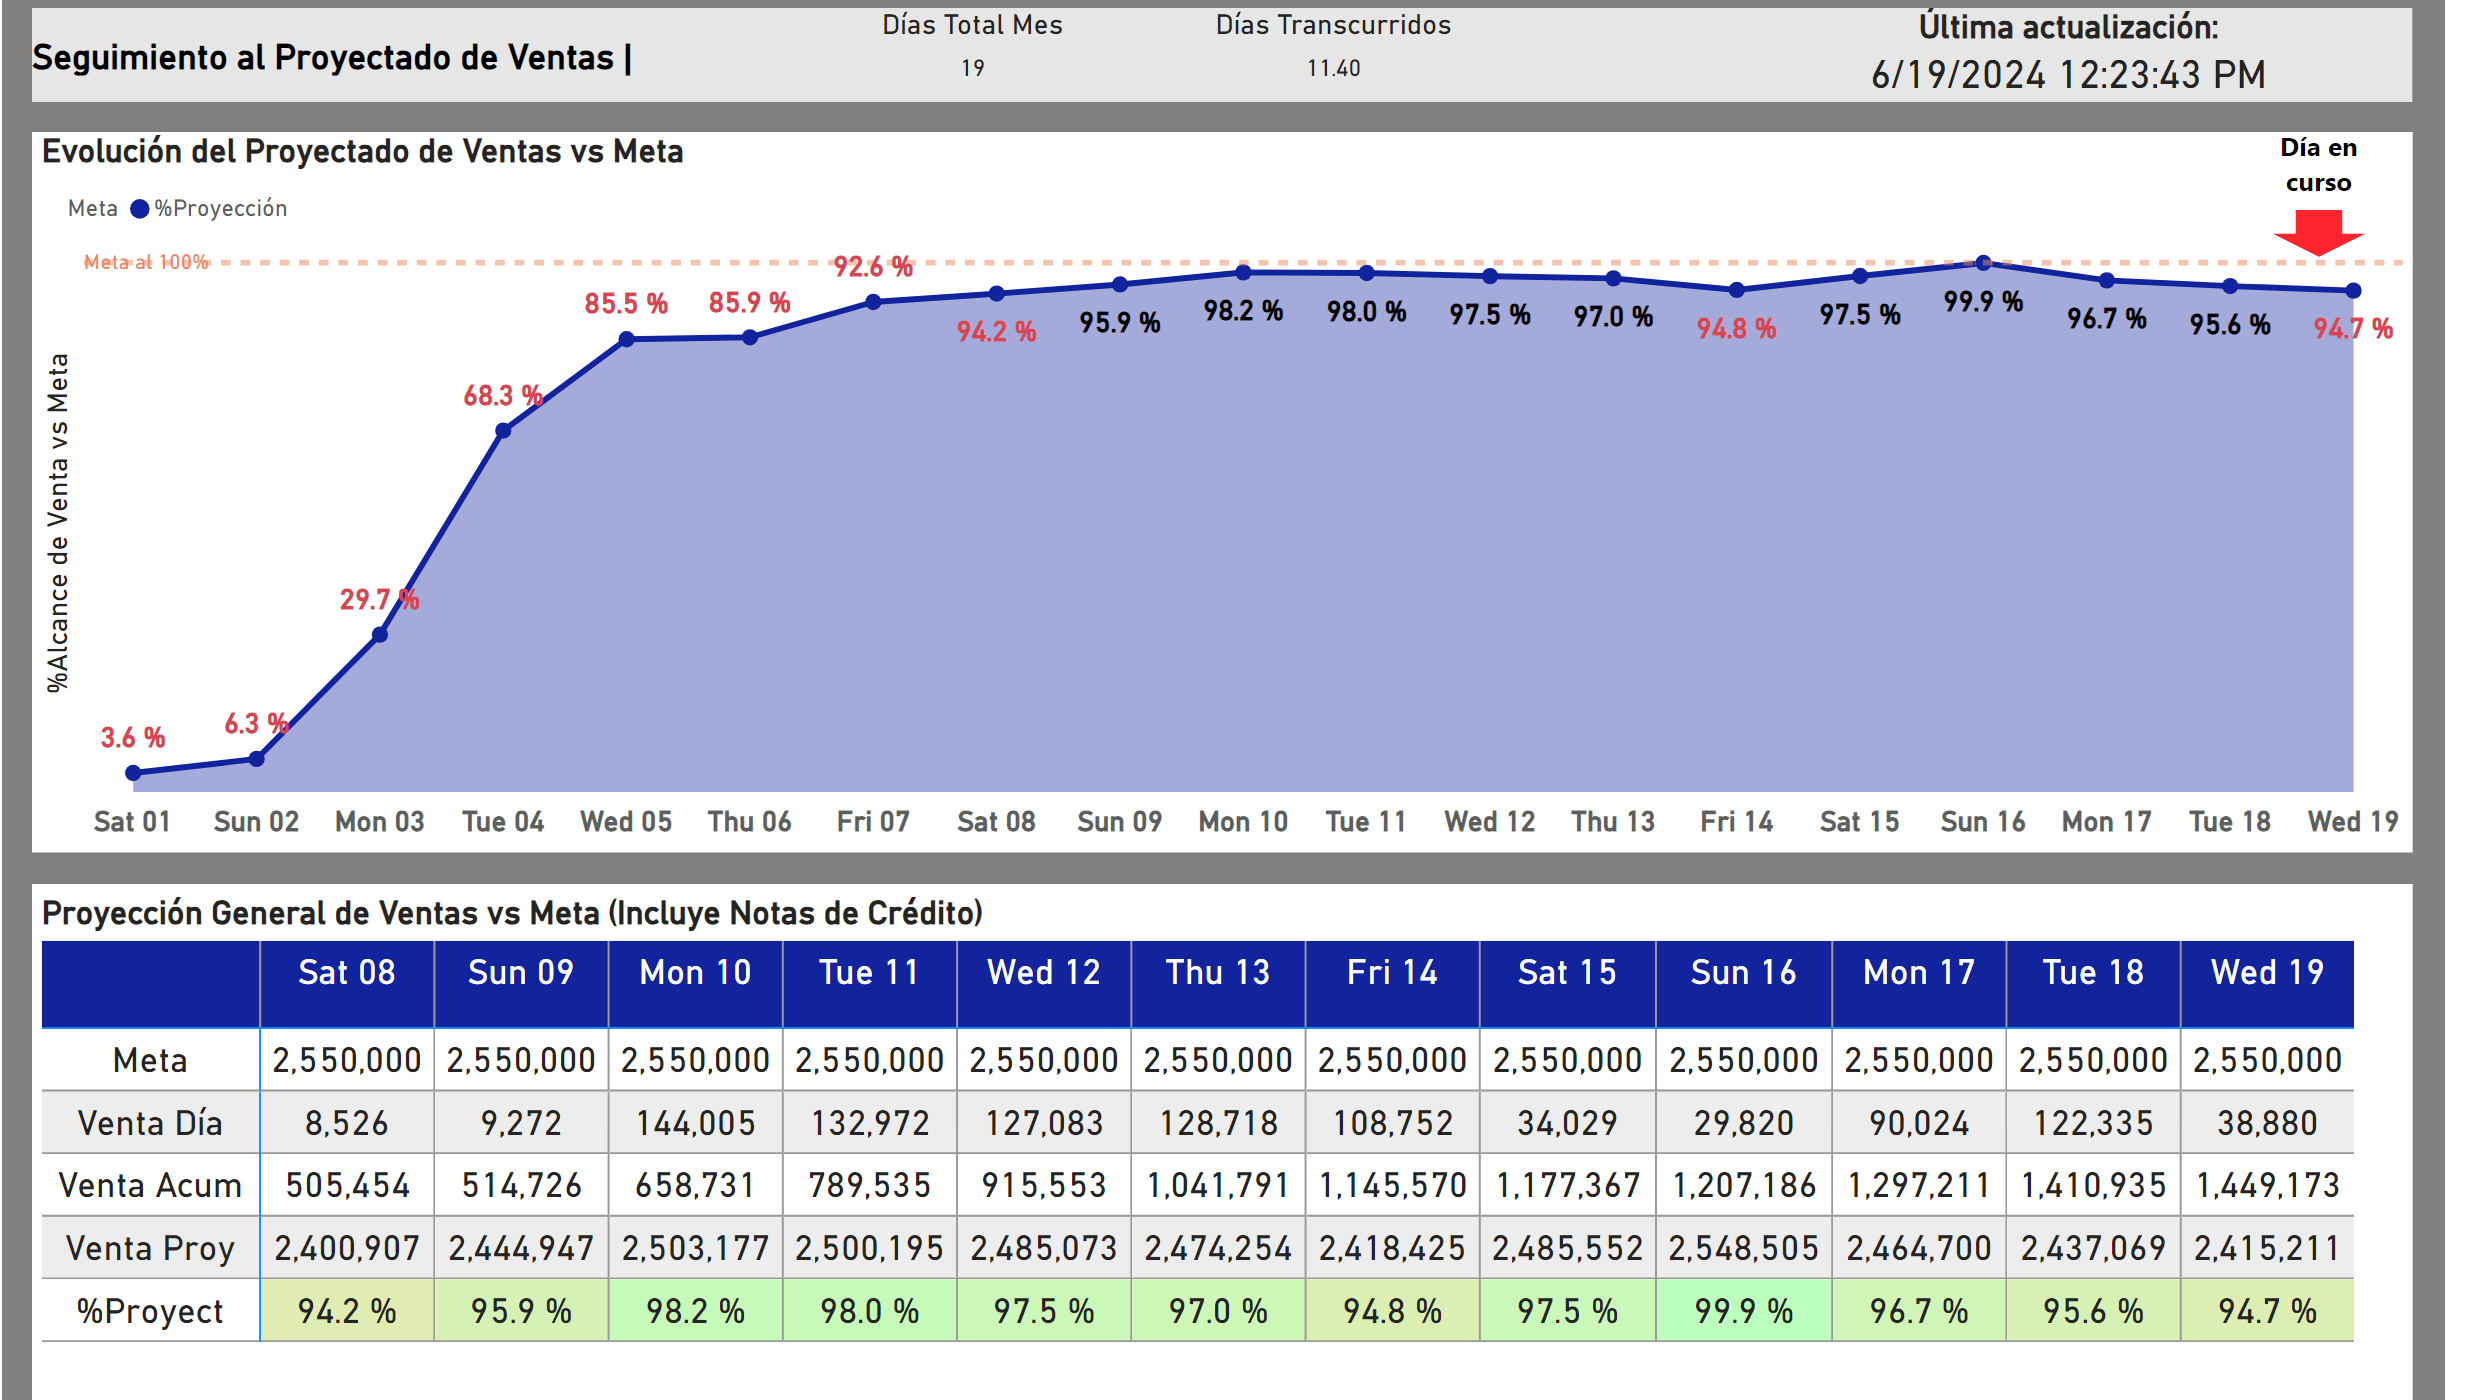 Seguimiento al Proyectado de Ventas |
Días Total Mes
19
Días Transcurridos
11.40
Última actualización:
6/19/2024 12:23:43 PM
Evolución del Proyectado de Ventas vs Meta
Día en
curso
Meta %Proyección
Meta al 100%
%Alcance de Venta vs Meta
3.6 % 6.3 % 29.7 % 68.3 % 85.5 % 85.9 % 92.6 % 94.2 % 95.9 % 98.2 % 98.0 % 97.5 % 97.0 % 94.8 % 97.5 % 99.9 % 96.7 % 95.6 % 94.7 %
Sat 01 Sun 02 Mon 03 Tue 04 Wed 05 Thu 06 Fri 07 Sat 08 Sun 09 Mon 10 Tue 11 Wed 12 Thu 13 Fri 14 Sat 15 Sun 16 Mon 17 Tue 18 Wed 19
Proyección General de Ventas vs Meta (Incluye Notas de Crédito)
Sat 08 Sun 09 Mon 10 Tue 11 Wed 12 Thu 13 Fri 14 Sat 15 Sun 16 Mon 17 Tue 18 Wed 19
Meta 2,550,000 2,550,000 2,550,000 2,550,000 2,550,000 2,550,000 2,550,000 2,550,000 2,550,000 2,550,000 2,550,000 2,550,000
Venta Día 8,526 9,272 144,005 132,972 127,083 128,718 108,752 34,029 29,820 90,024 122,335 38,880
Venta Acum 505,454 514,726 658,731 789,535 915,553 1,041,791 1,145,570 1,177,367 1,207,186 1,297,211 1,410,935 1,449,173
Venta Proy 2,400,907 2,444,947 2,503,177 2,500,195 2,485,073 2,474,254 2,418,425 2,485,552 2,548,505 2,464,700 2,437,069 2,415,211
%Proyect 94.2 % 95.9 % 98.2 % 98.0 % 97.5 % 97.0 % 94.8 % 97.5 % 99.9 % 96.7 % 95.6 % 94.7 %